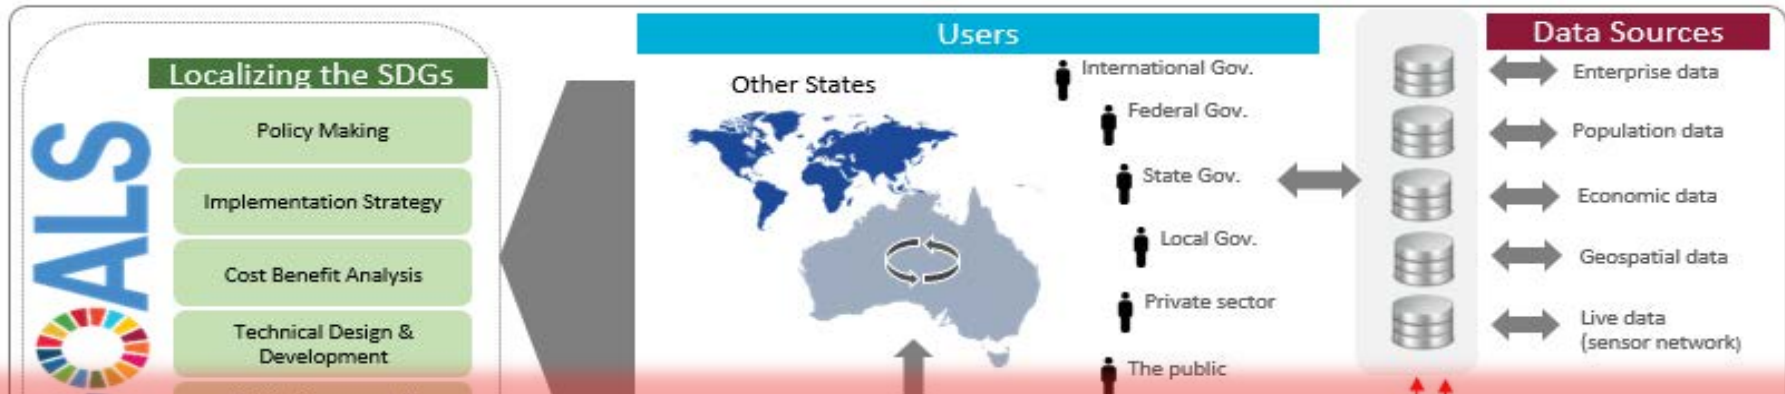 Users
Data Sources
Localizing the SDGs
Policy Making
Implementation Strategy
Cost Benefit Analysis
Technical Design &
Development
ALS
Other States
International Gov.
Federal Gov.
State Gov.
Local Gov.
Private sector
The public
Enterprise data
Population data
Economic data
Geospatial data
Live data
(sensor network)